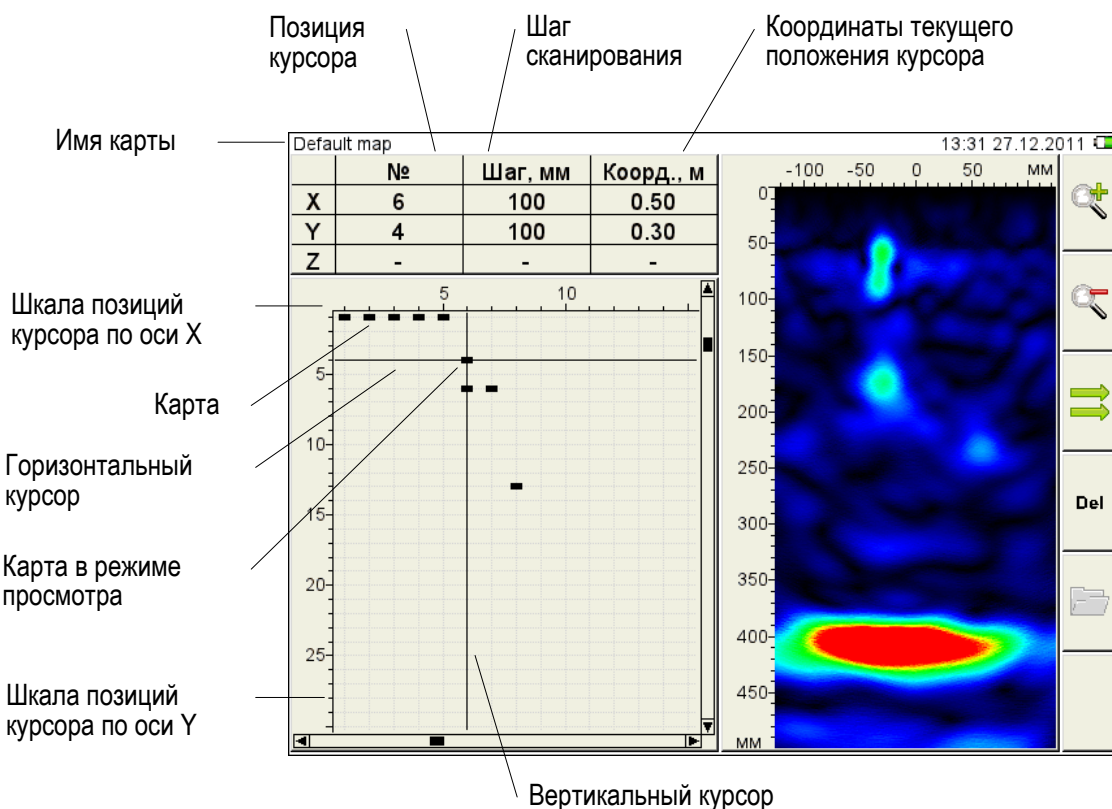 Позиция
курсора
Шаг
сканирования
Координаты текущего
положения курсора
Имя карты
Default map
13:31 27.12.2011
№ Шаг, мм Коорд., м
X 6 100 0.50
Y 4 100 0.30
Z - - -
-100 -50 0 50 мм
0
50
100
150
200
250
300
350
400
450
мм
5 10
5
10
15
20
25
Del
Шкала позиций
курсора по оси X
Карта
Горизонтальный
курсор
Карта в режиме
просмотра
Шкала позиций
курсора по оси Y
Вертикальный курсор